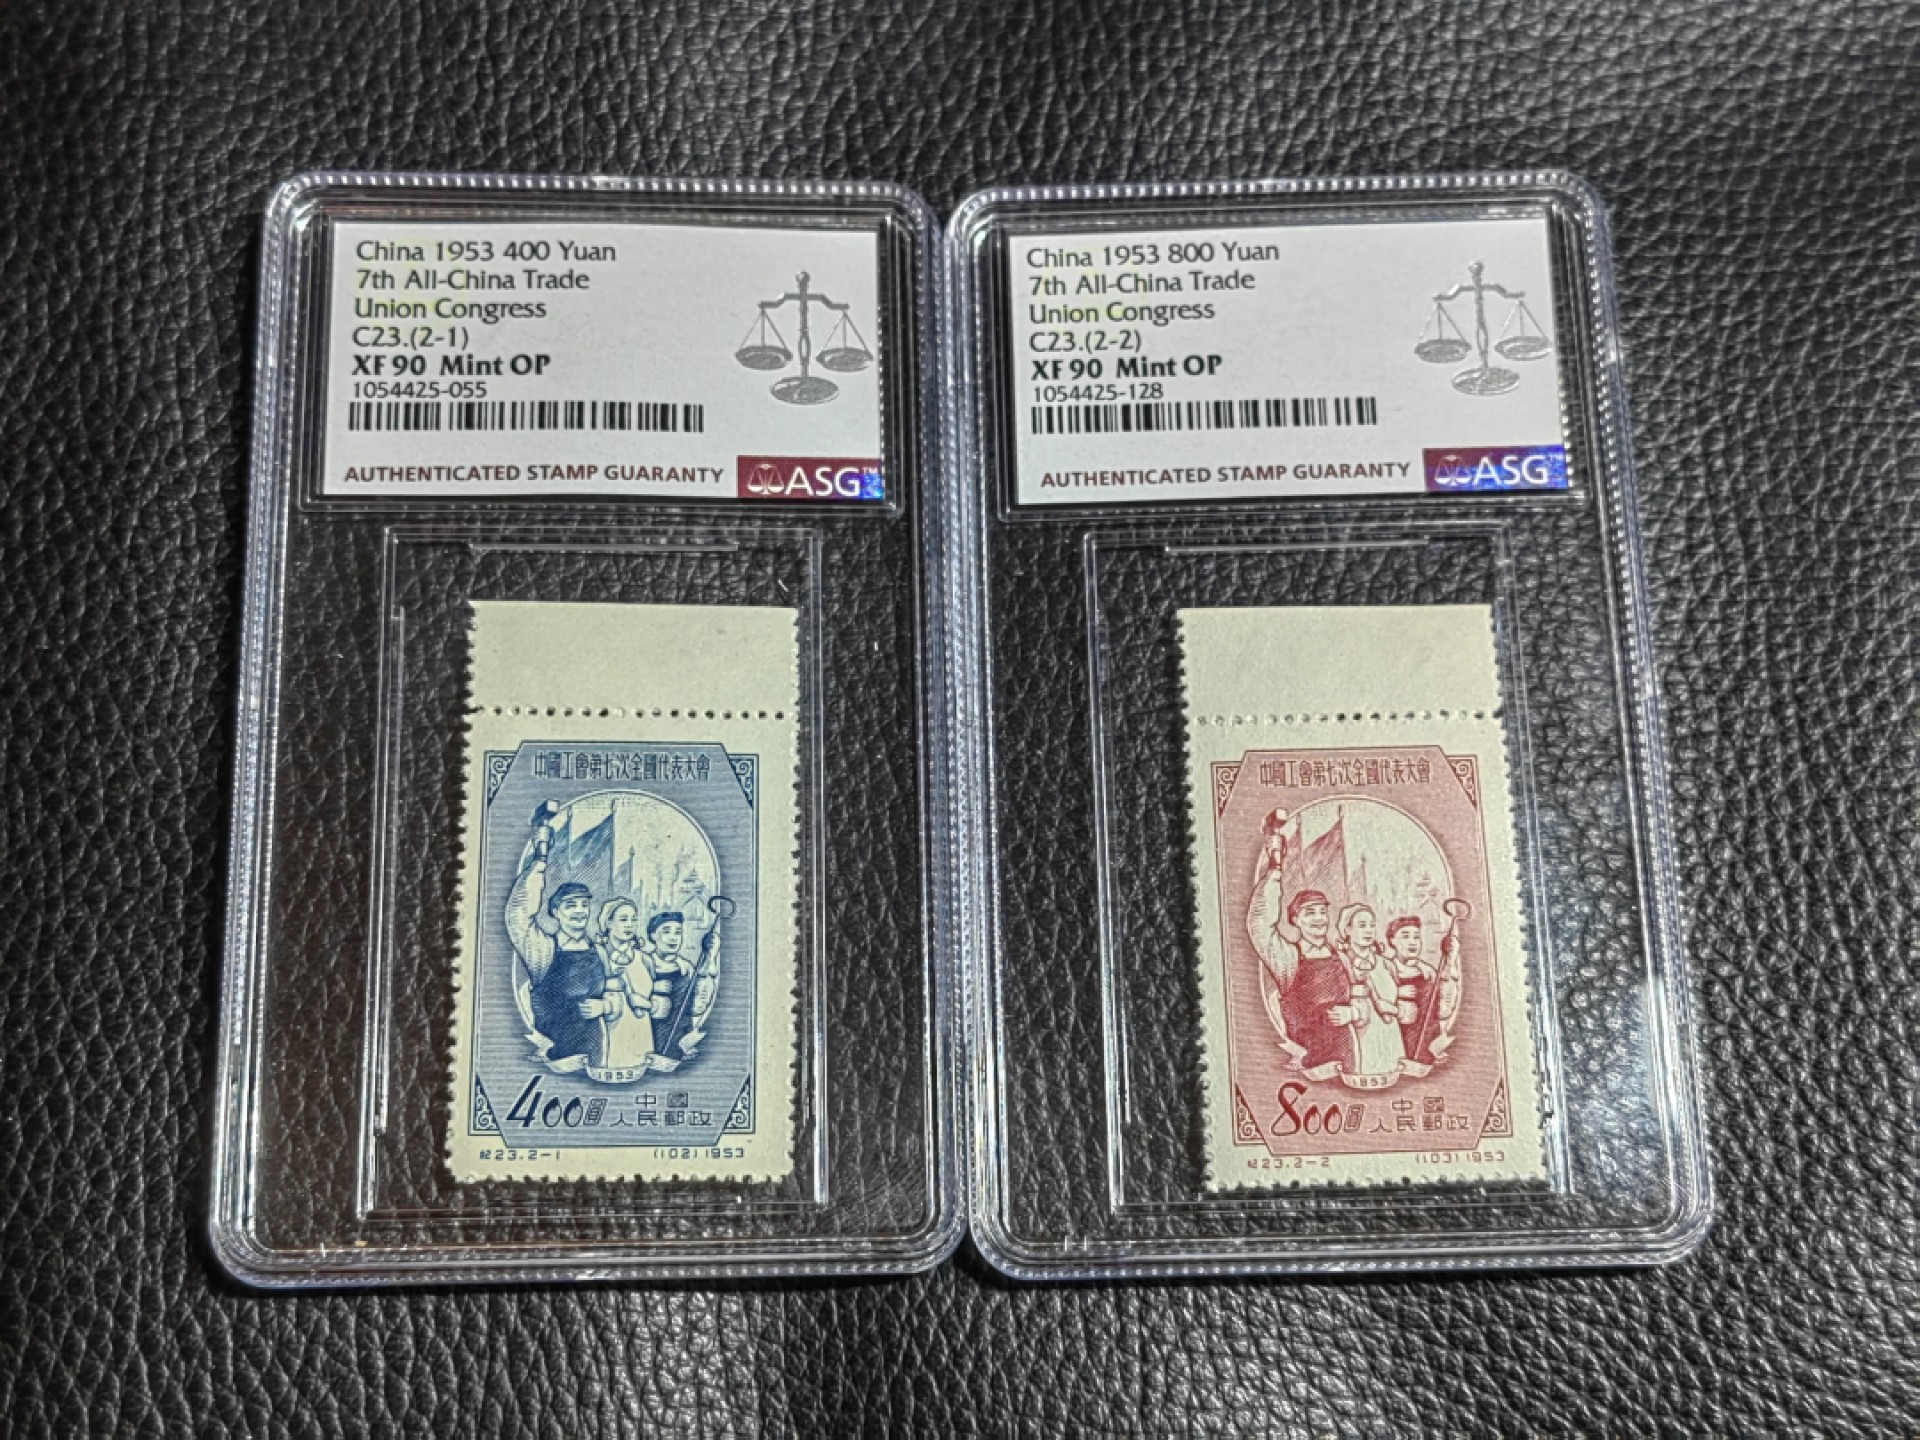 China 1953 400 Yuan
7th All-China Trade
Union Congress
C23.(2-1)
XF 90 Mint OP
1054425-055
AUTHENTICATED STAMP GUARANTY
ASG™
中國工會第七次全國代表大會
1953
400圓
中國
人民郵政
紀23.2-1
(102)1953
China 1953 800 Yuan
7th All-China Trade
Union Congress
C23.(2-2)
XF 90 Mint OP
1054425-128
AUTHENTICATED STAMP GUARANTY
ASG
中國工會第七次全國代表大會
1953
800圓
中國
人民郵政
紀23.2-2
(103)1953